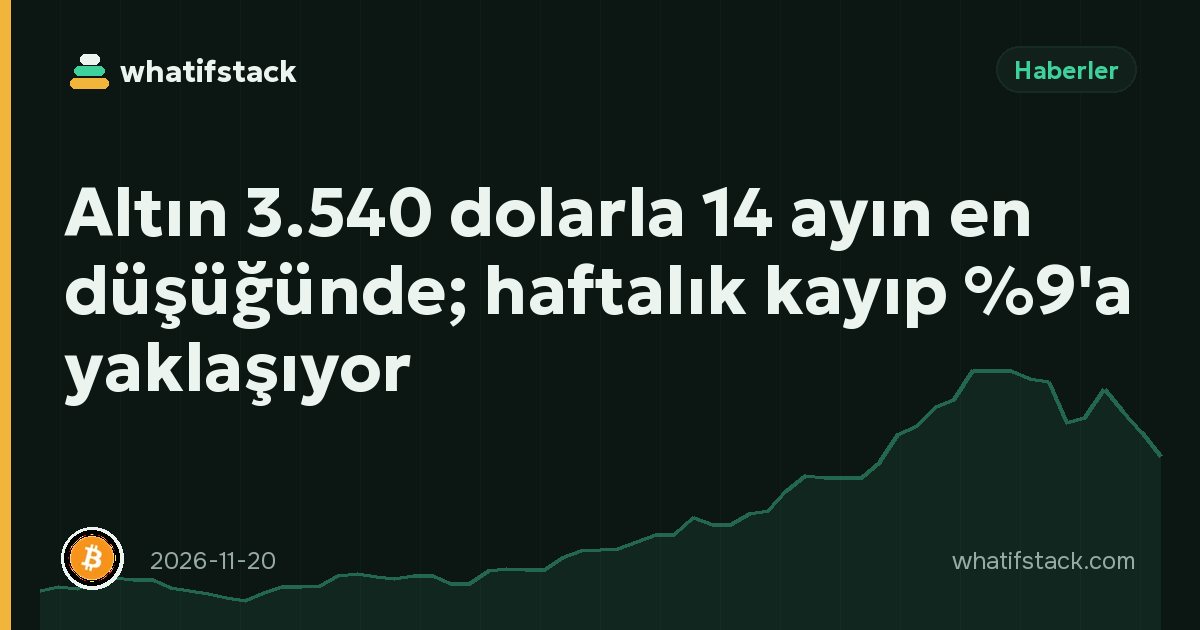 whatifstack
Haberler
Altın 3.540 dolarla 14 ayın en
düşüğünde; haftalık kayıp %9'a
yaklaşıyor
2026-11-20
whatifstack.com